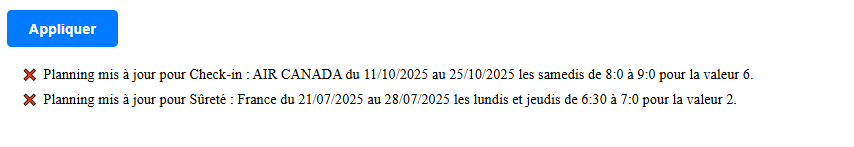 Appliquer
Planning mis à jour pour Check-in : AIR CANADA du 11/10/2025 au 25/10/2025 les samedis de 8:0 à 9:0 pour la valeur 6.
Planning mis à jour pour Sûreté : France du 21/07/2025 au 28/07/2025 les lundis et jeudis de 6:30 à 7:0 pour la valeur 2.